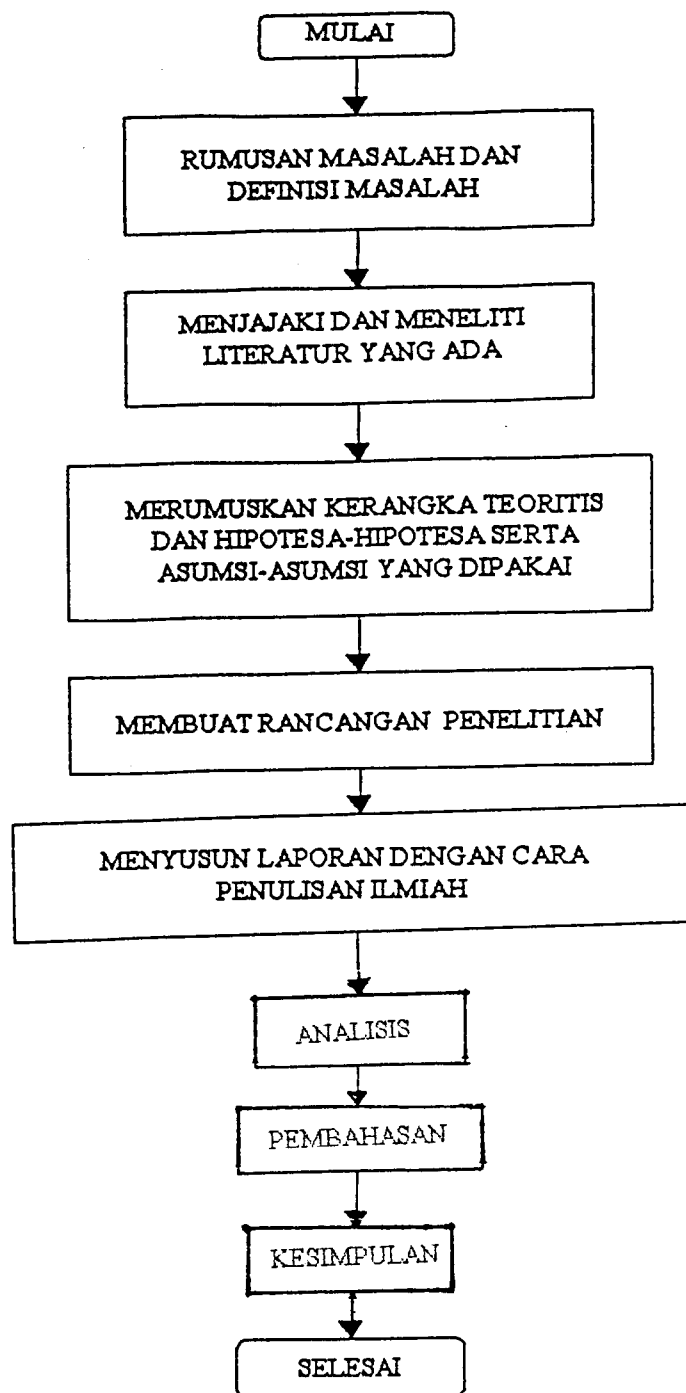 MULAI
RUMUSAN MASALAH DAN
DEFINISI MASALAH
MENJAJAKI DAN MENELITI
LITERATUR YANG ADA
MERUMUSKAN KERANGKA TEORITIS
DAN HIPOTESA-HIPOTESA SERTA
ASUMSI-ASUMSI YANG DIPAKAI
MEMBUAT RANCANGAN PENELITIAN
MENYUSUN LAPORAN DENGAN CARA
PENULISAN ILMIAH
ANALISIS
PEMBAHASAN
KESIMPULAN
SELESAI